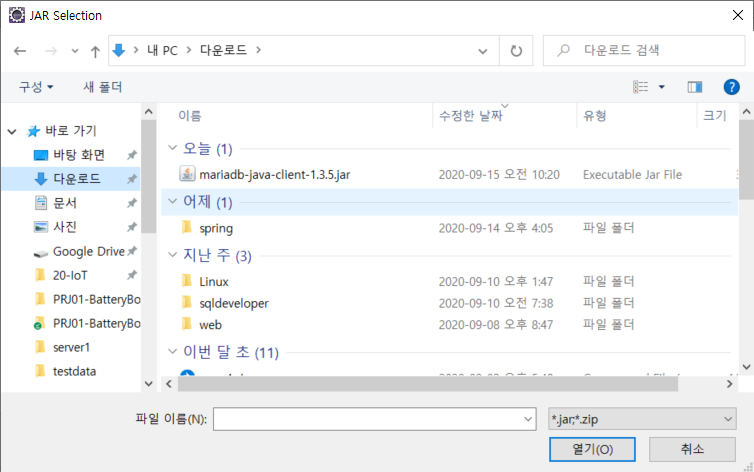 JAR Selection
내 PC > 다운로드 >
다운로드 검색
구성 새 폴더
이름 수정한 날짜 유형 크기
바로 가기
바탕 화면
다운로드
문서
사진
Google Drive
20-IoT
PRJ01-BatteryBo
PRJ01-BatteryBo
server1
testdata
오늘 (1)
mariadb-java-client-1.3.5.jar 2020-09-15 오전 10:20 Executable Jar File
어제 (1)
spring 2020-09-14 오후 4:05 파일 폴더
지난 주 (3)
Linux 2020-09-10 오후 1:47 파일 폴더
sqldeveloper 2020-09-10 오전 7:38 파일 폴더
web 2020-09-08 오후 8:47 파일 폴더
이번 달 초 (11)
파일 이름(N):
*.jar;*.zip
열기(O) 취소